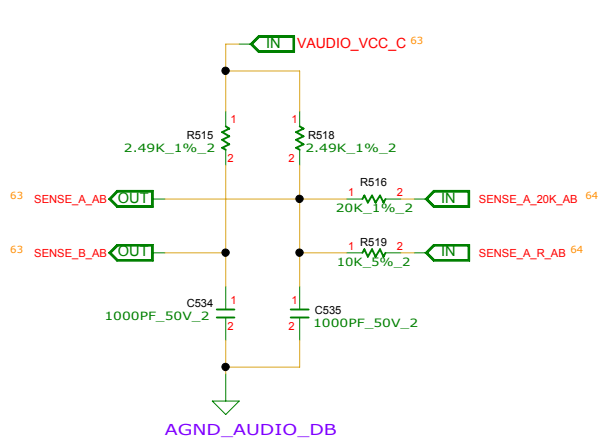 IN VAUDIO_VCC_C 63
1 1
R515 R518
2.49K_1%_2 2.49K_1%_2
2 2
R516
63 SENSE_A_AB OUT 1 2 IN SENSE_A_20K_AB 64
20K_1%_2
R519
63 SENSE_B_AB OUT 1 2 IN SENSE_A_R_AB 64
10K_5%_2
C534 1 1 C535
1000PF_50V_2 2 2 1000PF_50V_2
AGND_AUDIO_DB